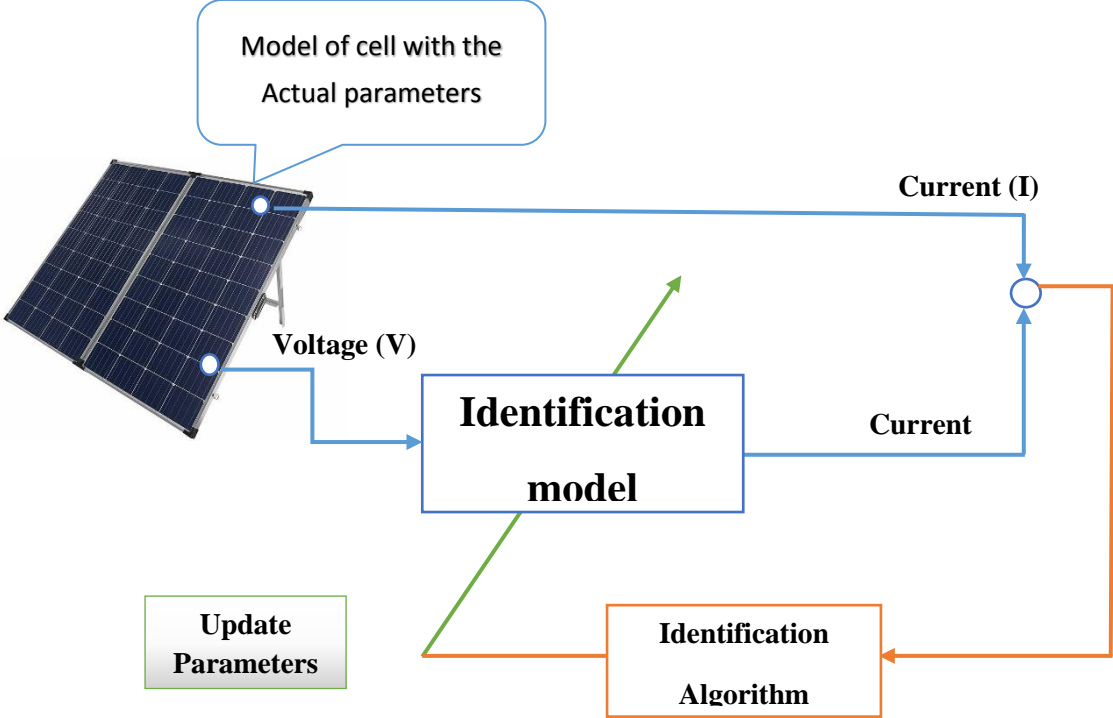 Model of cell with the
Actual parameters
Current (I)
Voltage (V)
Identification
model
Current
Update
Parameters
Identification
Algorithm